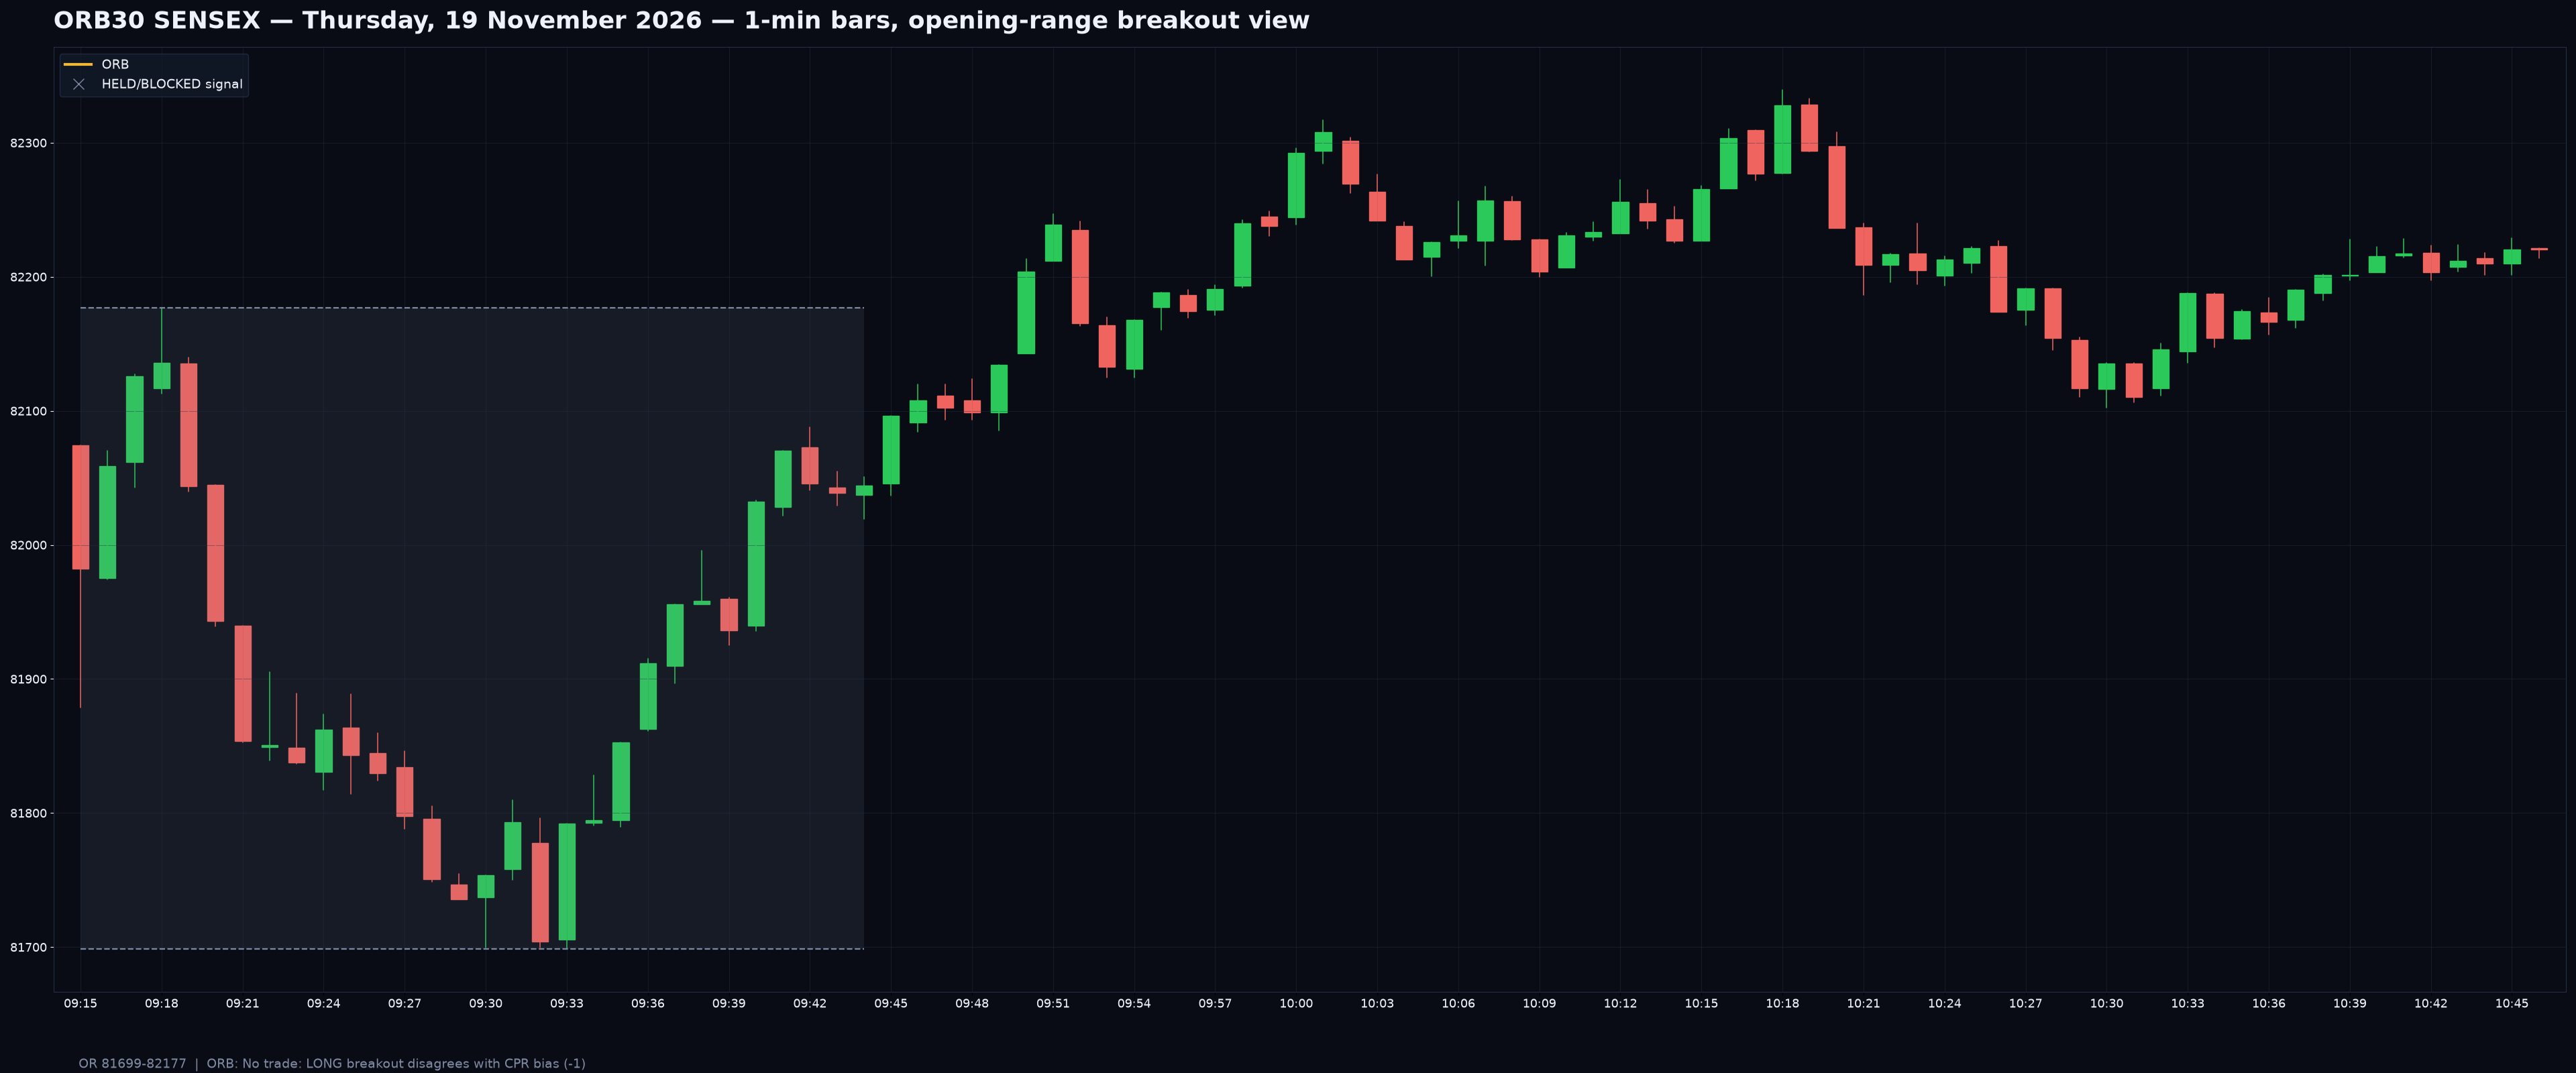 ORB30 SENSEX — Thursday, 19 November 2026 — 1-min bars, opening-range breakout view
ORB
HELD/BLOCKED signal
82300
82200
82100
82000
81900
81800
81700
09:15 09:18 09:21 09:24 09:27 09:30 09:33 09:36 09:39 09:42 09:45 09:48 09:51 09:54 09:57 10:00 10:03 10:06 10:09 10:12 10:15 10:18 10:21 10:24 10:27 10:30 10:33 10:36 10:39 10:42 10:45
OR 81699-82177 | ORB: No trade: LONG breakout disagrees with CPR bias (-1)